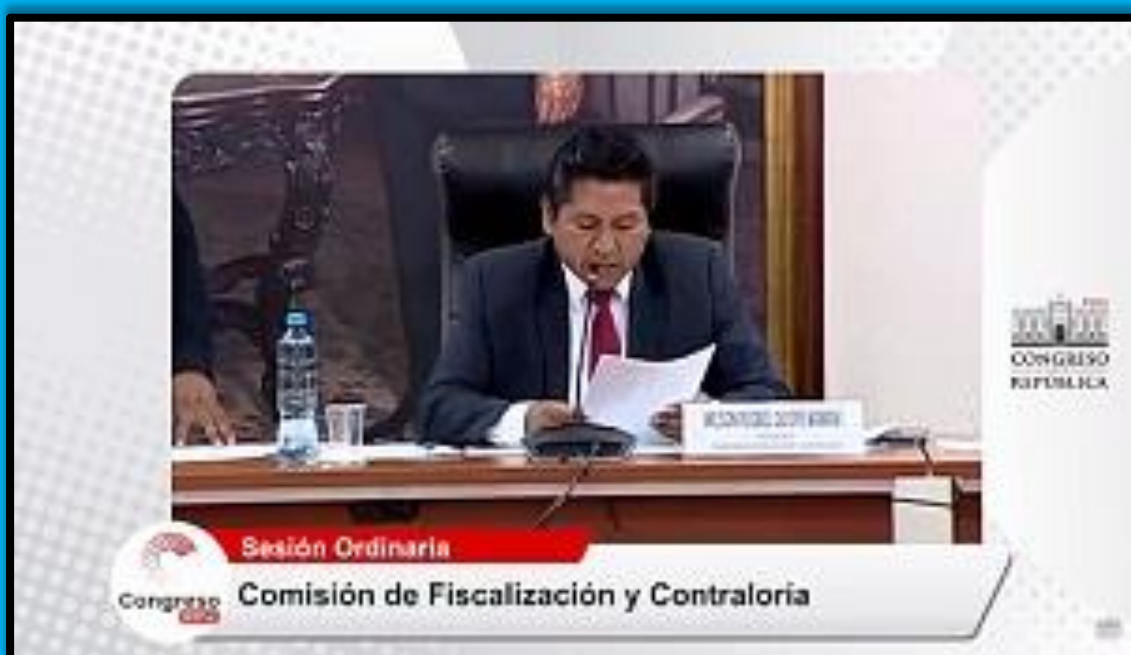 CONGRESO
REPÚBLICA
Sesión Ordinaria
Congreso
Comisión de Fiscalización y Contraloría